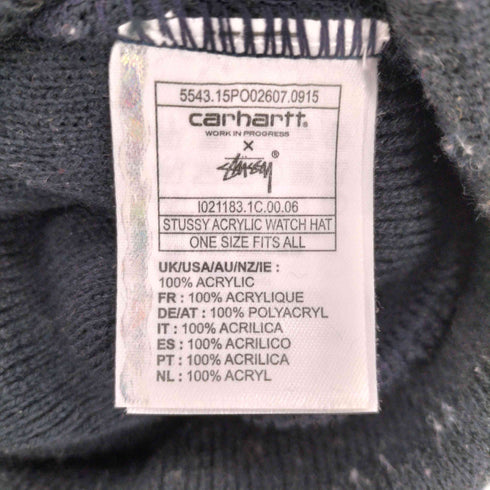 5543.15PO02607.0915
carhartt®
WORK IN PROGRESS
×
STÜSSY®
I021183.1C.00.06
STUSSY ACRYLIC WATCH HAT
ONE SIZE FITS ALL
UK/USA/AU/NZ/IE :
100% ACRYLIC
FR : 100% ACRYLIQUE
DE/AT : 100% POLYACRYL
IT : 100% ACRILICA
ES : 100% ACRILICO
PT : 100% ACRILICA
NL : 100% ACRYL